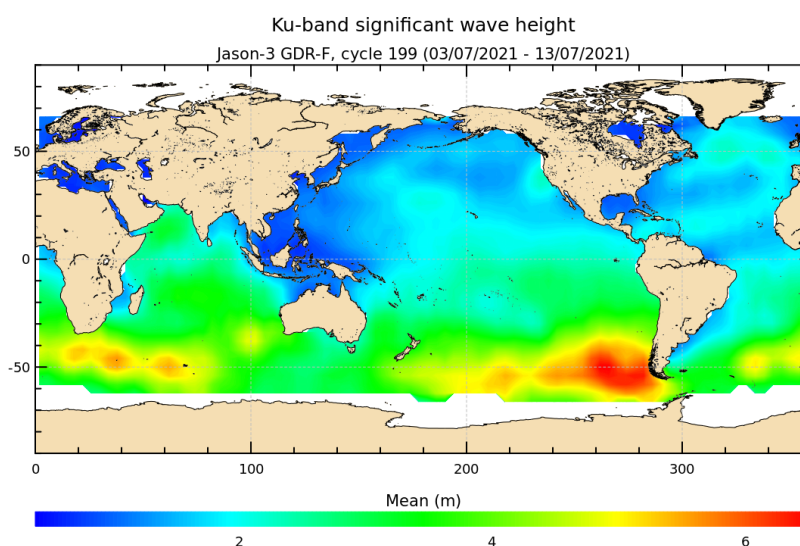 Ku-band significant wave height
Jason-3 GDR-F, cycle 199 (03/07/2021 - 13/07/2021)
50
0
-50
0 100 200 300
Mean (m)
2 4 6